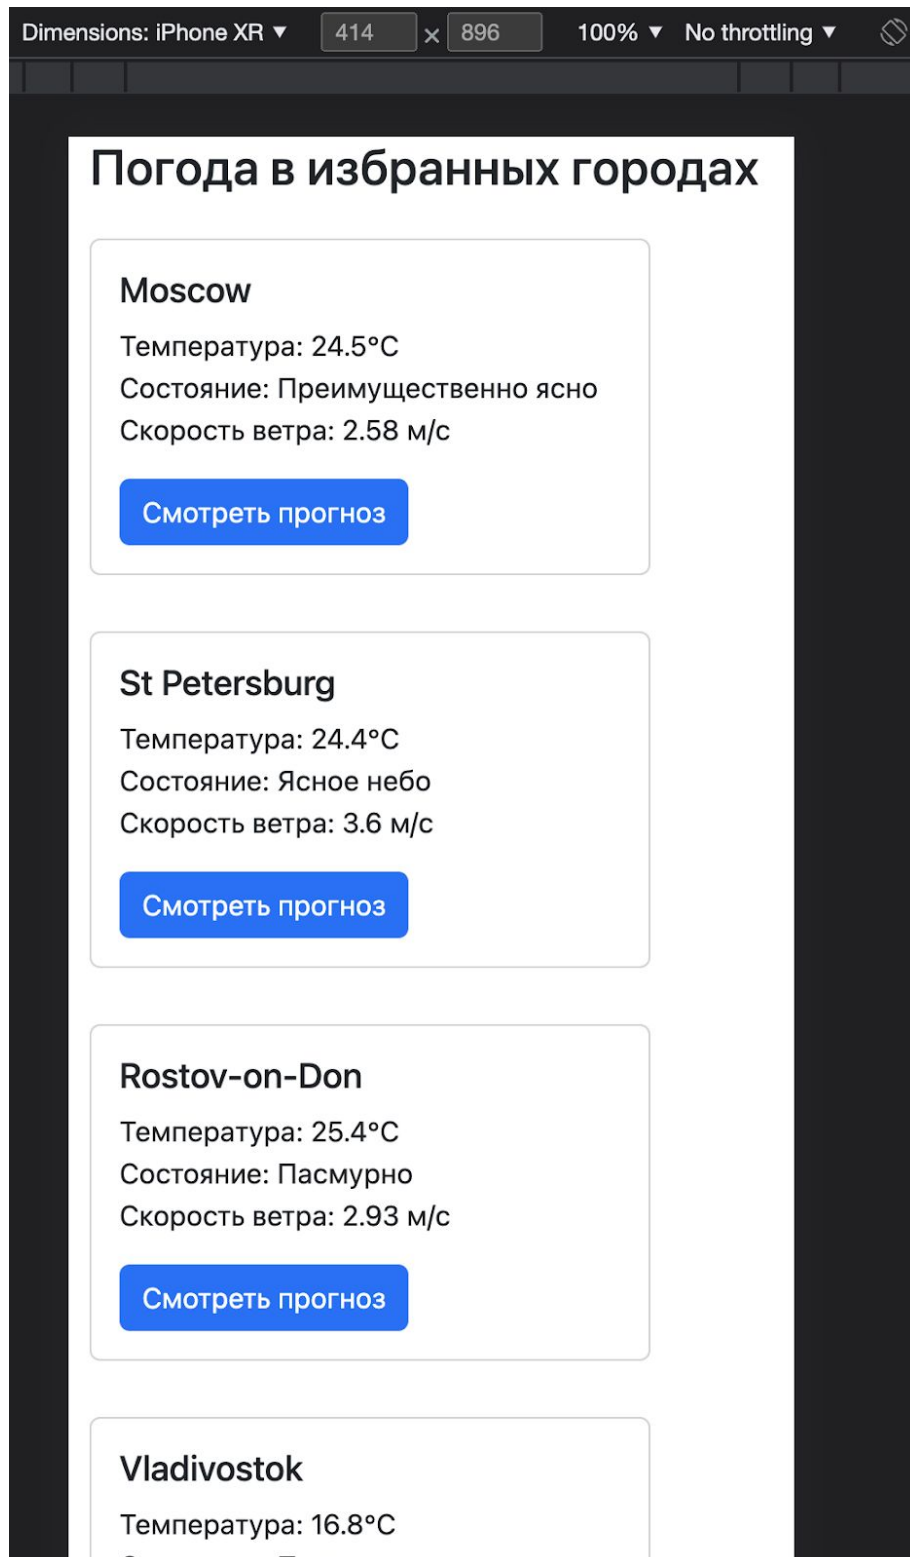 Dimensions: iPhone XR ▼ 414 × 896 100% ▼ No throttling ▼
Погода в избранных городах
Moscow
Температура: 24.5°C
Состояние: Преимущественно ясно
Скорость ветра: 2.58 м/с
Смотреть прогноз
St Petersburg
Температура: 24.4°C
Состояние: Ясное небо
Скорость ветра: 3.6 м/с
Смотреть прогноз
Rostov-on-Don
Температура: 25.4°C
Состояние: Пасмурно
Скорость ветра: 2.93 м/с
Смотреть прогноз
Vladivostok
Температура: 16.8°C